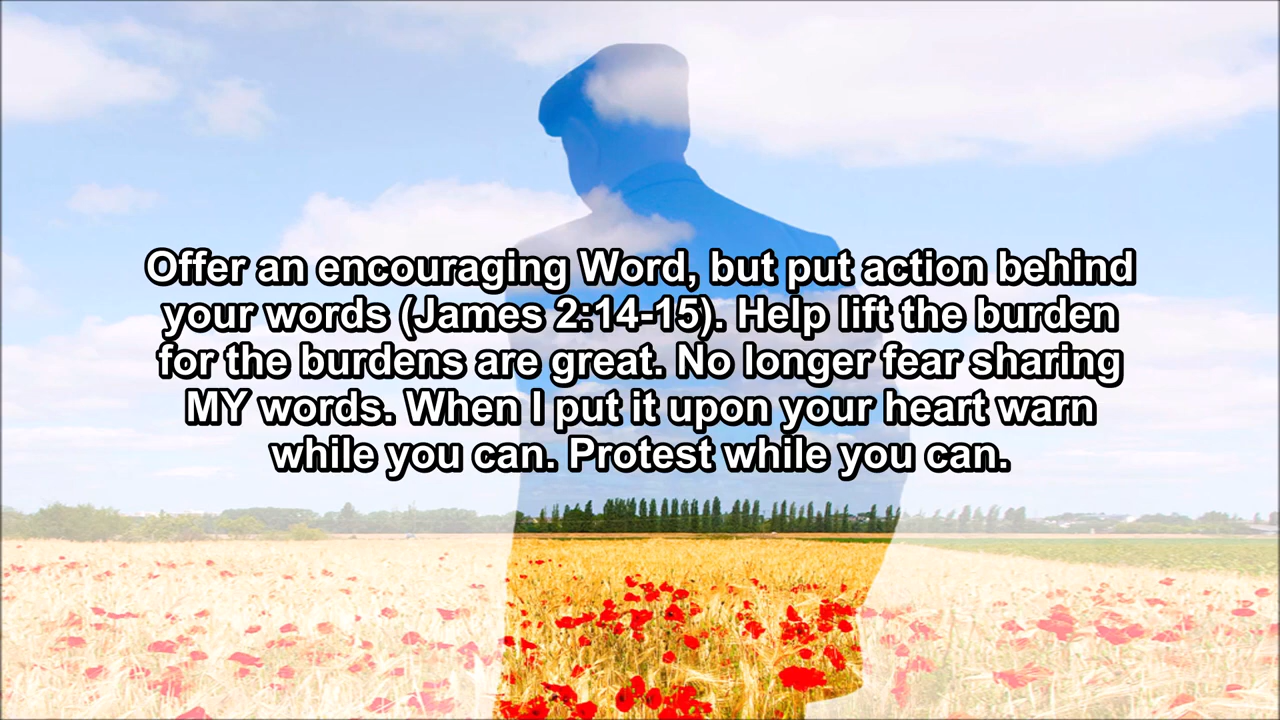 Offer an encouraging Word, but put action behind
your words (James 2:14-15). Help lift the burden
for the burdens are great. No longer fear sharing
MY words. When I put it upon your heart warn
while you can. Protest while you can.